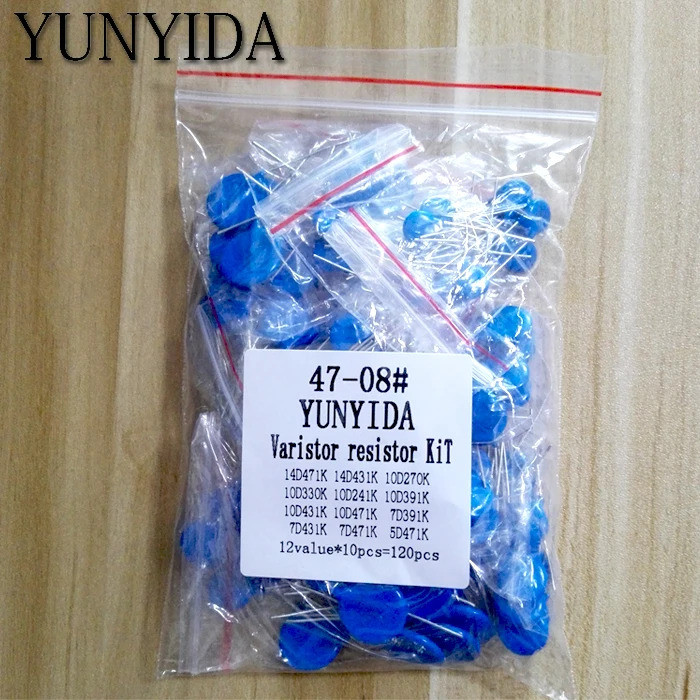 YUNYIDA
47-08#
YUNYIDA
Varistor resistor KiT
14D471K 14D431K 10D270K
10D330K 10D241K 10D391K
10D431K 10D471K 7D391K
7D431K 7D471K 5D471K
12value*10pcs=120pcs